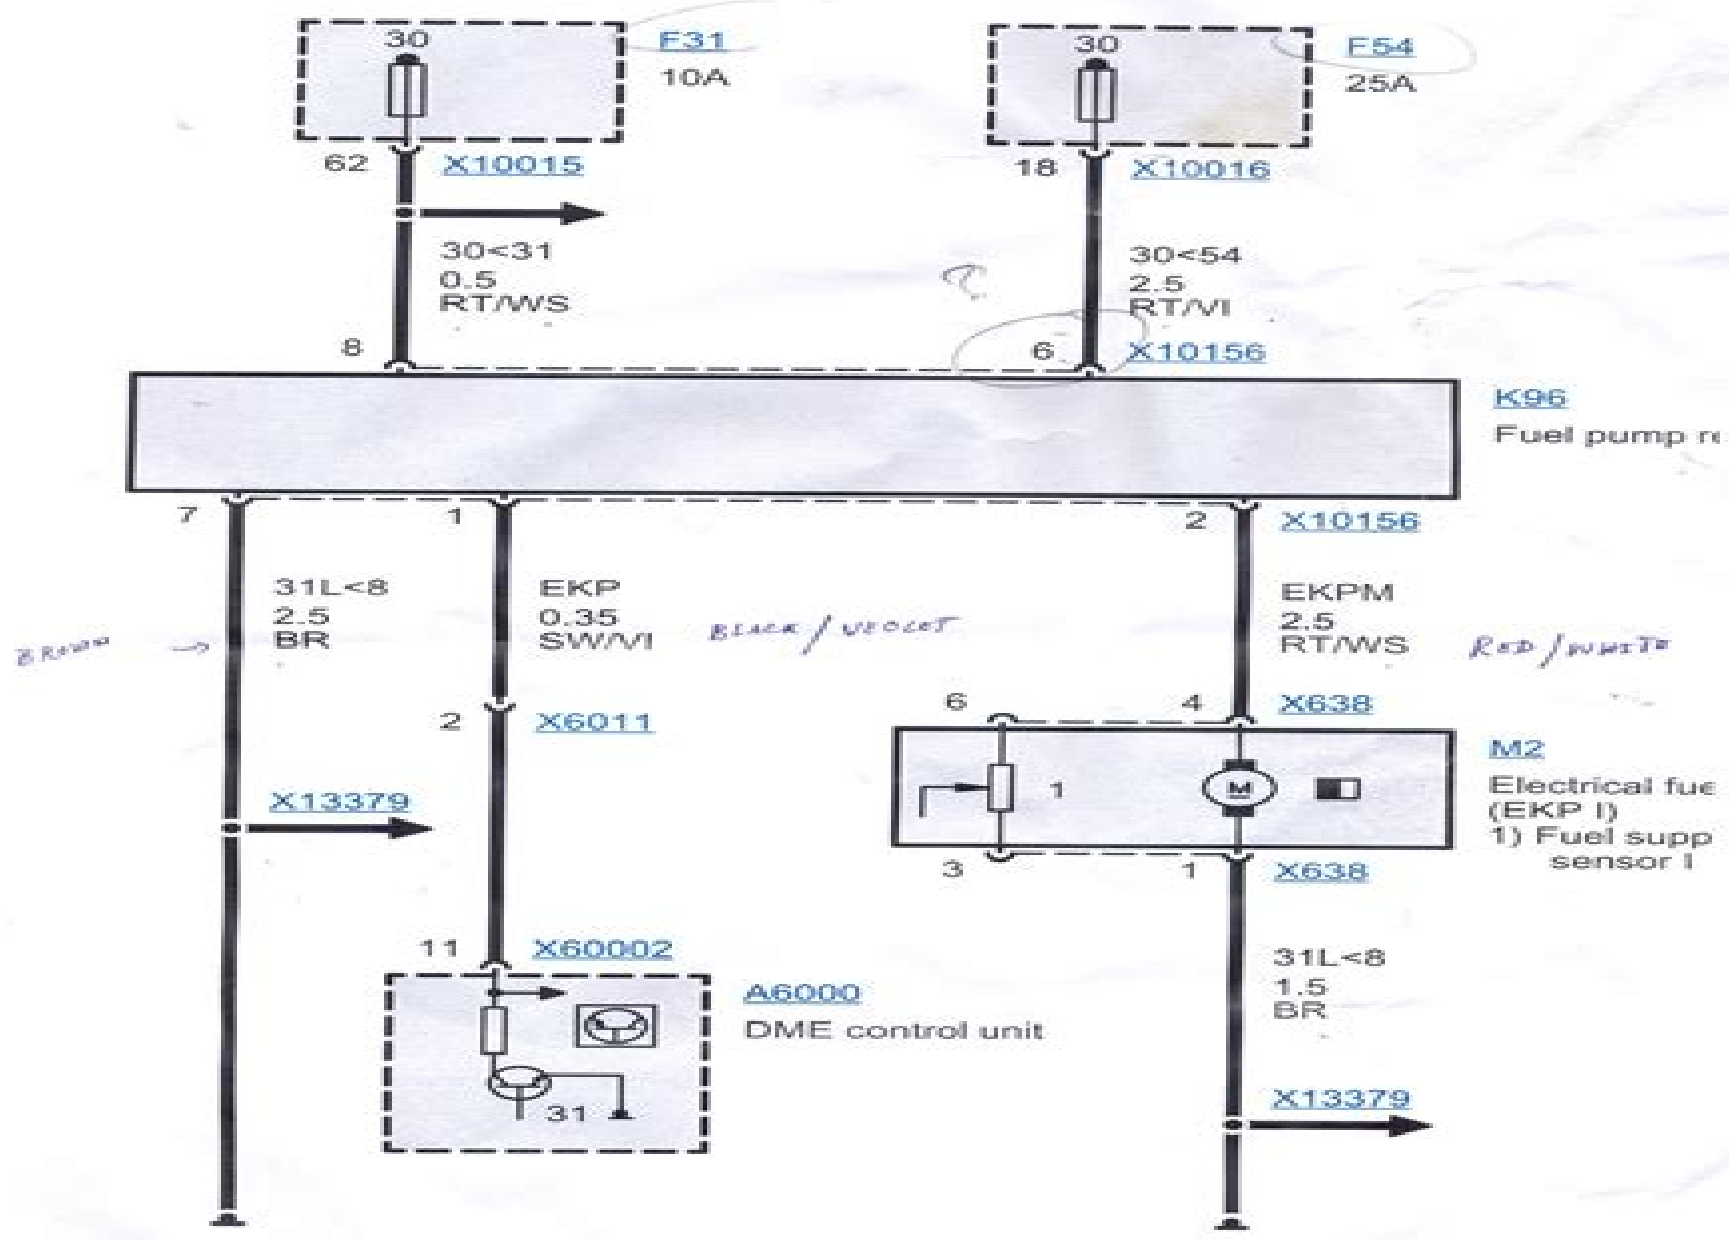 30
F31
10A
30
F54
25A
62
X10015
18
X10016
30<31
0.5
RT/WS
30<54
2.5
RT/VI
8
6
X10156
K96
Fuel pump re
7
1
2
X10156
31L<8
2.5
BR
EKP
0.35
SW/VI
EKPM
2.5
RT/WS
BROWN
BLACK / VIOLET
RED / WHITE
2
X6011
6
4
X638
M2
Electrical fue
(EKP I)
1) Fuel supp
sensor I
1
M
X13379
3
1
X638
11
X60002
A6000
DME control unit
31
31L<8
1.5
BR
X13379